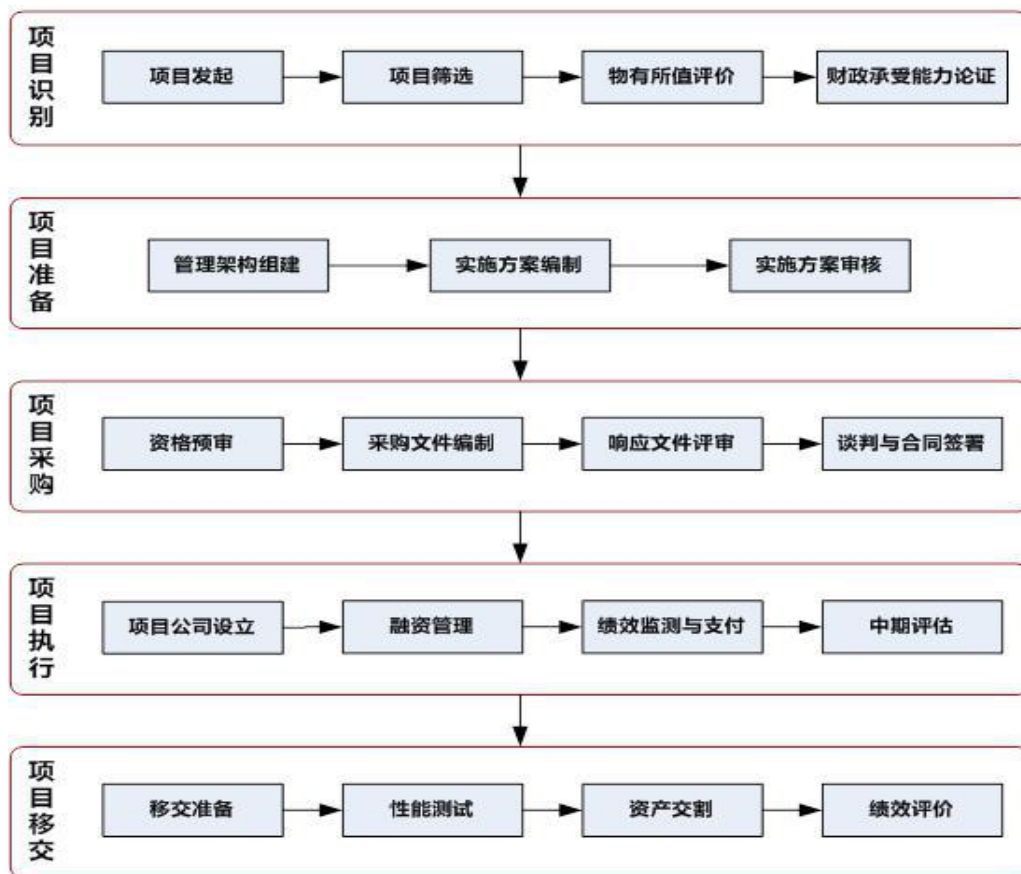 项目识别
项目发起
项目筛选
物有所值评价
财政承受能力论证
项目准备
管理架构组建
实施方案编制
实施方案审核
项目采购
资格预审
采购文件编制
响应文件评审
谈判与合同签署
项目执行
项目公司设立
融资管理
绩效监测与支付
中期评估
项目移交
移交准备
性能测试
资产交割
绩效评价